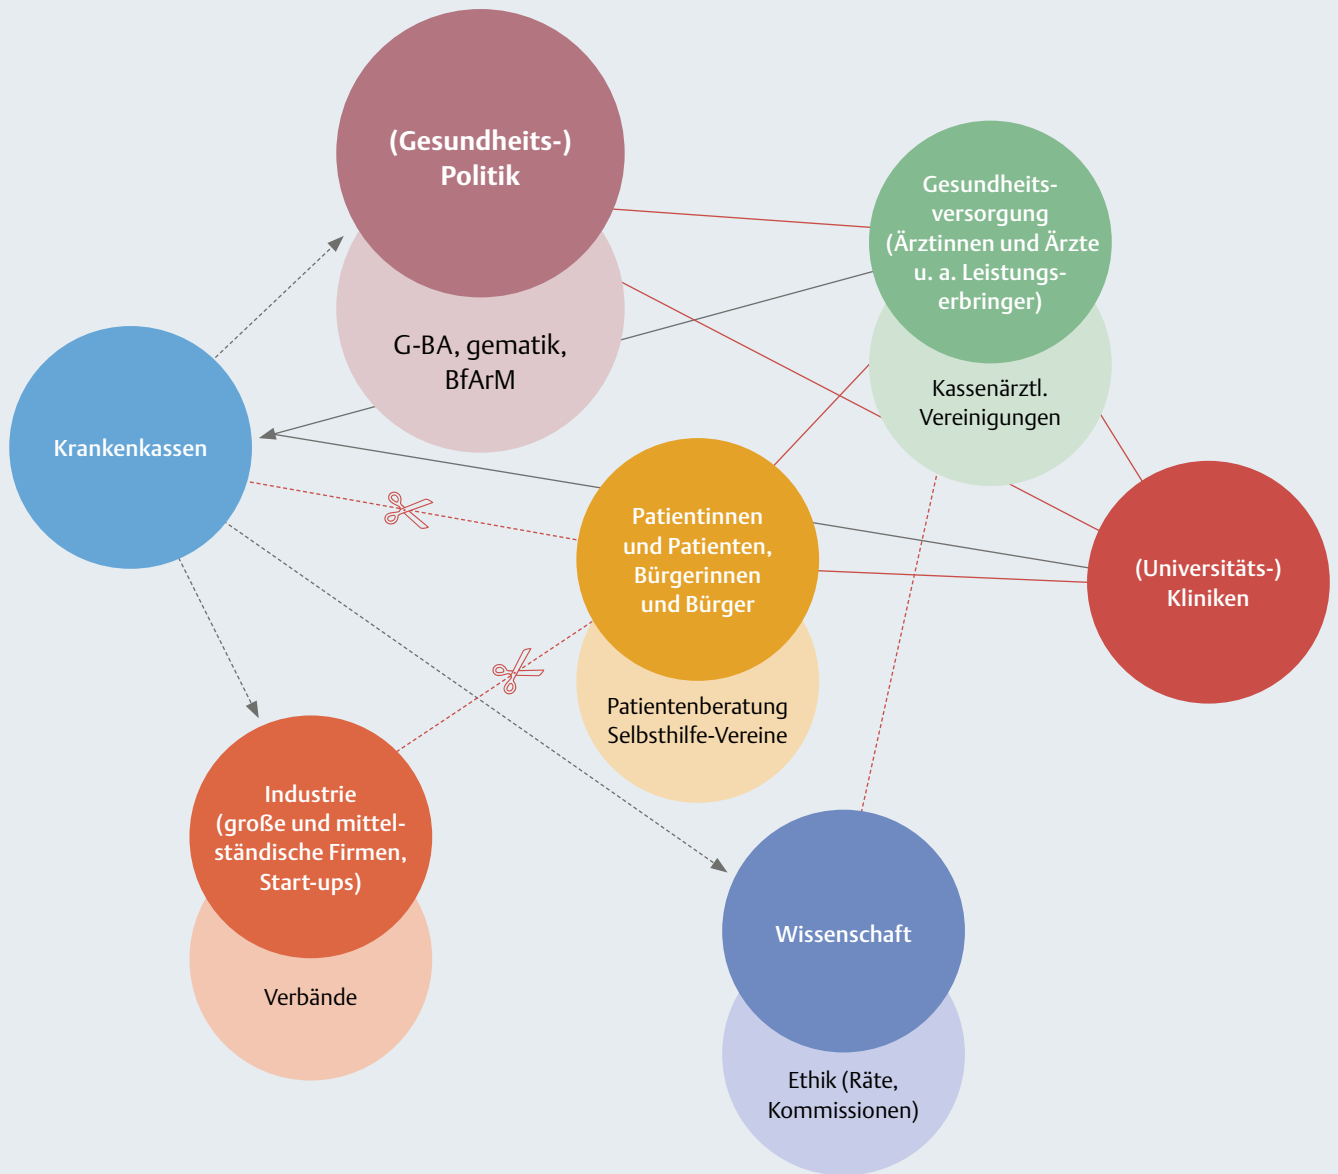 (Gesundheits-)
Politik
G-BA, gematik,
BfArM
Gesundheits-
versorgung
(Ärztinnen und Ärzte
u. a. Leistungs-
erbringer)
Kassenärztl.
Vereinigungen
Krankenkassen
Patientinnen
und Patienten,
Bürgerinnen
und Bürger
Patientenberatung
Selbsthilfe-Vereine
(Universitäts-)
Kliniken
Industrie
(große und mittel-
ständische Firmen,
Start-ups)
Verbände
Wissenschaft
Ethik (Räte,
Kommissionen)